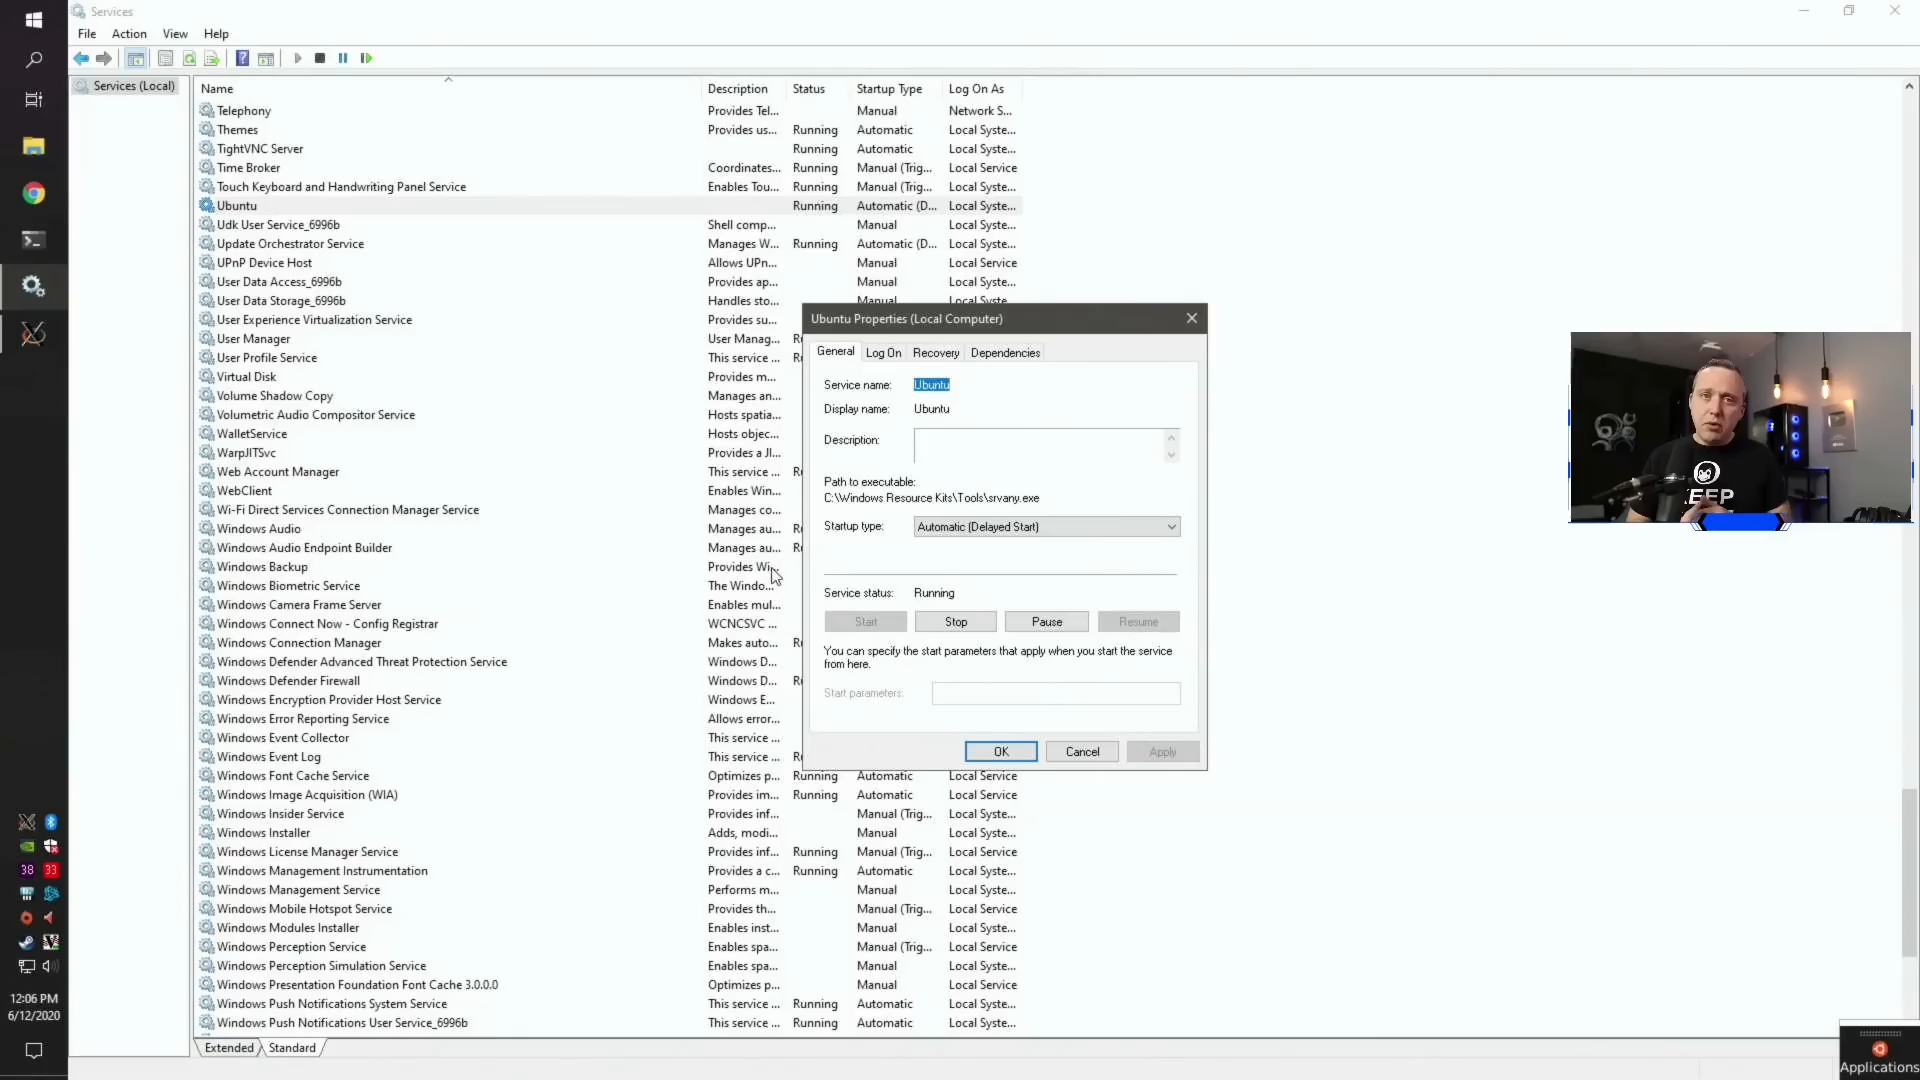 Services
File Action View Help
Services (Local)
Name Description Status Startup Type Log On As
Telephony Provides Tel... Manual Network S...
Themes Provides us... Running Automatic Local Syste...
TightVNC Server Running Automatic Local Syste...
Time Broker Coordinates... Running Manual (Trig... Local Service
Touch Keyboard and Handwriting Panel Service Enables Tou... Running Manual (Trig... Local Syste...
Ubuntu Running Automatic (D... Local Syste...
Udk User Service_6996b Shell comp... Manual Local Syste...
Update Orchestrator Service Manages W... Running Automatic (D... Local Syste...
UPnP Device Host Allows UPn... Manual Local Service
User Data Access_6996b Provides ap... Manual Local Syste...
User Data Storage_6996b Handles sto... Manual Local Syste...
User Experience Virtualization Service Provides su...
User Manager User Manag... R
User Profile Service This service ... R
Virtual Disk Provides m...
Volume Shadow Copy Manages an...
Volumetric Audio Compositor Service Hosts spatia...
WalletService Hosts objec...
WarpJITSvc Provides a JI...
Web Account Manager This service ... R
WebClient Enables Win...
Wi-Fi Direct Services Connection Manager Service Manages co...
Windows Audio Manages au... R
Windows Audio Endpoint Builder Manages au... R
Windows Backup Provides Wi...
Windows Biometric Service The Windo...
Windows Camera Frame Server Enables mul...
Windows Connect Now - Config Registrar WCNCSVC ...
Windows Connection Manager Makes auto... R
Windows Defender Advanced Threat Protection Service Windows D...
Windows Defender Firewall Windows D... R
Windows Encryption Provider Host Service Windows E...
Windows Error Reporting Service Allows error...
Windows Event Collector This service ...
Windows Event Log This service ... R
Windows Font Cache Service Optimizes p... Running Automatic Local Service
Windows Image Acquisition (WIA) Provides im... Running Automatic Local Service
Windows Insider Service Provides inf... Manual (Trig... Local Syste...
Windows Installer Adds, modi... Manual Local Syste...
Windows License Manager Service Provides inf... Running Manual (Trig... Local Service
Windows Management Instrumentation Provides a c... Running Automatic Local Syste...
Windows Management Service Performs m... Manual Local Syste...
Windows Mobile Hotspot Service Provides th... Manual (Trig... Local Service
Windows Modules Installer Enables inst... Manual Local Syste...
Windows Perception Service Enables spa... Manual (Trig... Local Service
Windows Perception Simulation Service Enables spa... Manual Local Syste...
Windows Presentation Foundation Font Cache 3.0.0.0 Optimizes p... Manual Local Service
Windows Push Notifications System Service This service ... Running Automatic Local Syste...
Windows Push Notifications User Service_6996b This service ... Running Automatic Local Syste...
Extended Standard
Ubuntu Properties (Local Computer)
General Log On Recovery Dependencies
Service name: Ubuntu
Display name: Ubuntu
Description:
Path to executable:
C:\Windows Resource Kits\Tools\srvany.exe
Startup type: Automatic (Delayed Start)
Service status: Running
Start Stop Pause Resume
You can specify the start parameters that apply when you start the service
from here.
Start parameters:
OK Cancel Apply
KEEP
38 33
12:06 PM
6/12/2020
Applications